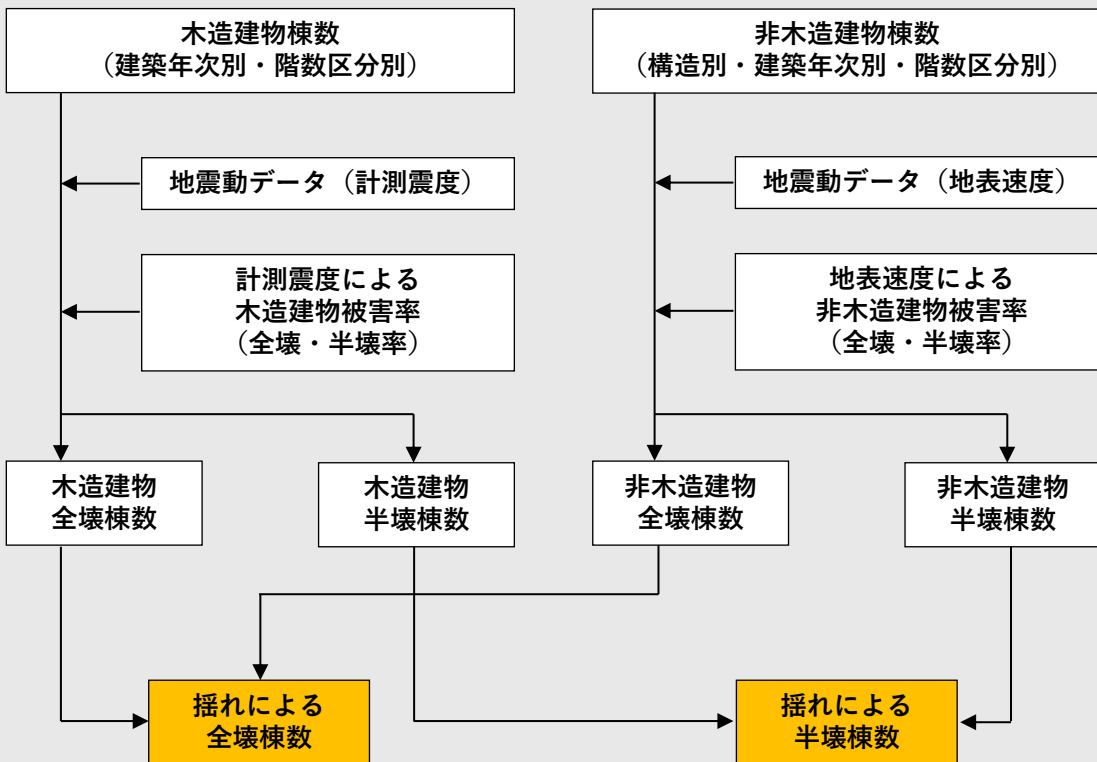 木造建物棟数
（建築年次別・階数区分別）
非木造建物棟数
（構造別・建築年次別・階数区分別）
地震動データ（計測震度）
地震動データ（地表速度）
計測震度による
木造建物被害率
（全壊・半壊率）
地表速度による
非木造建物被害率
（全壊・半壊率）
木造建物
全壊棟数
木造建物
半壊棟数
非木造建物
全壊棟数
非木造建物
半壊棟数
揺れによる
全壊棟数
揺れによる
半壊棟数